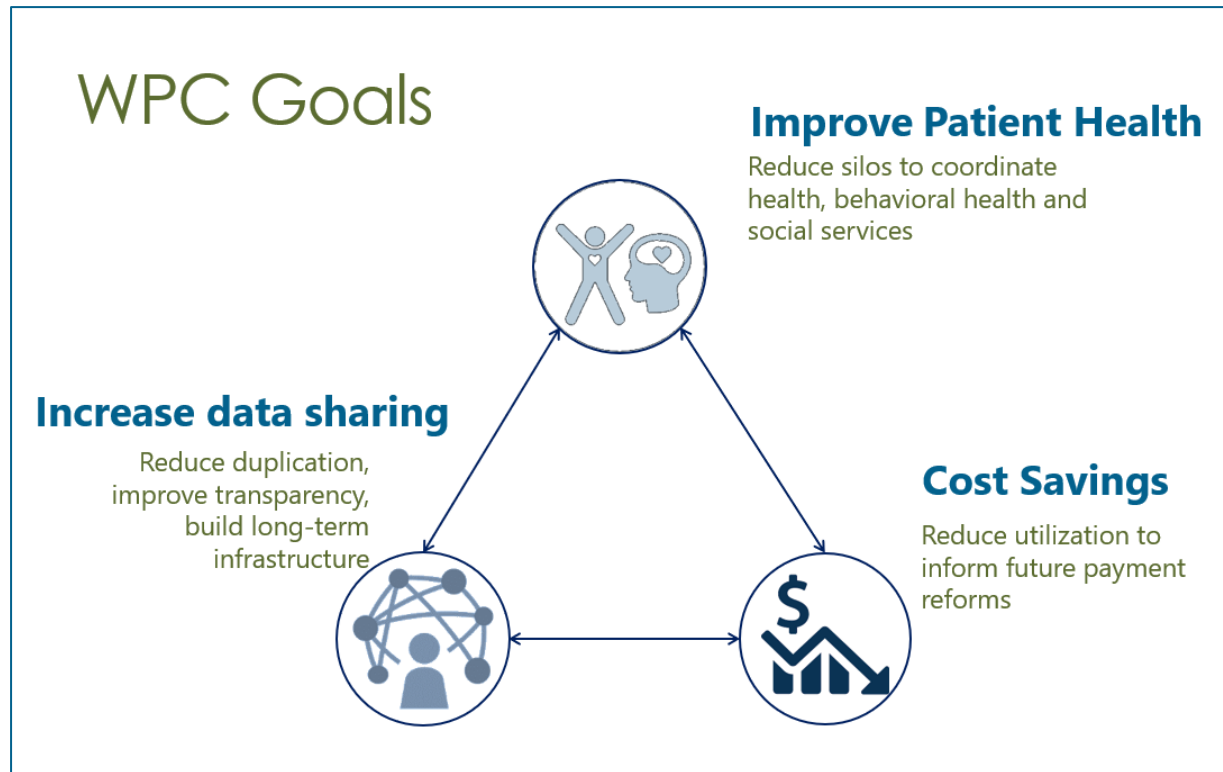 WPC Goals
Improve Patient Health
Reduce silos to coordinate
health, behavioral health and
social services
Increase data sharing
Reduce duplication,
improve transparency,
build long-term
infrastructure
Cost Savings
Reduce utilization to
inform future payment
reforms
$